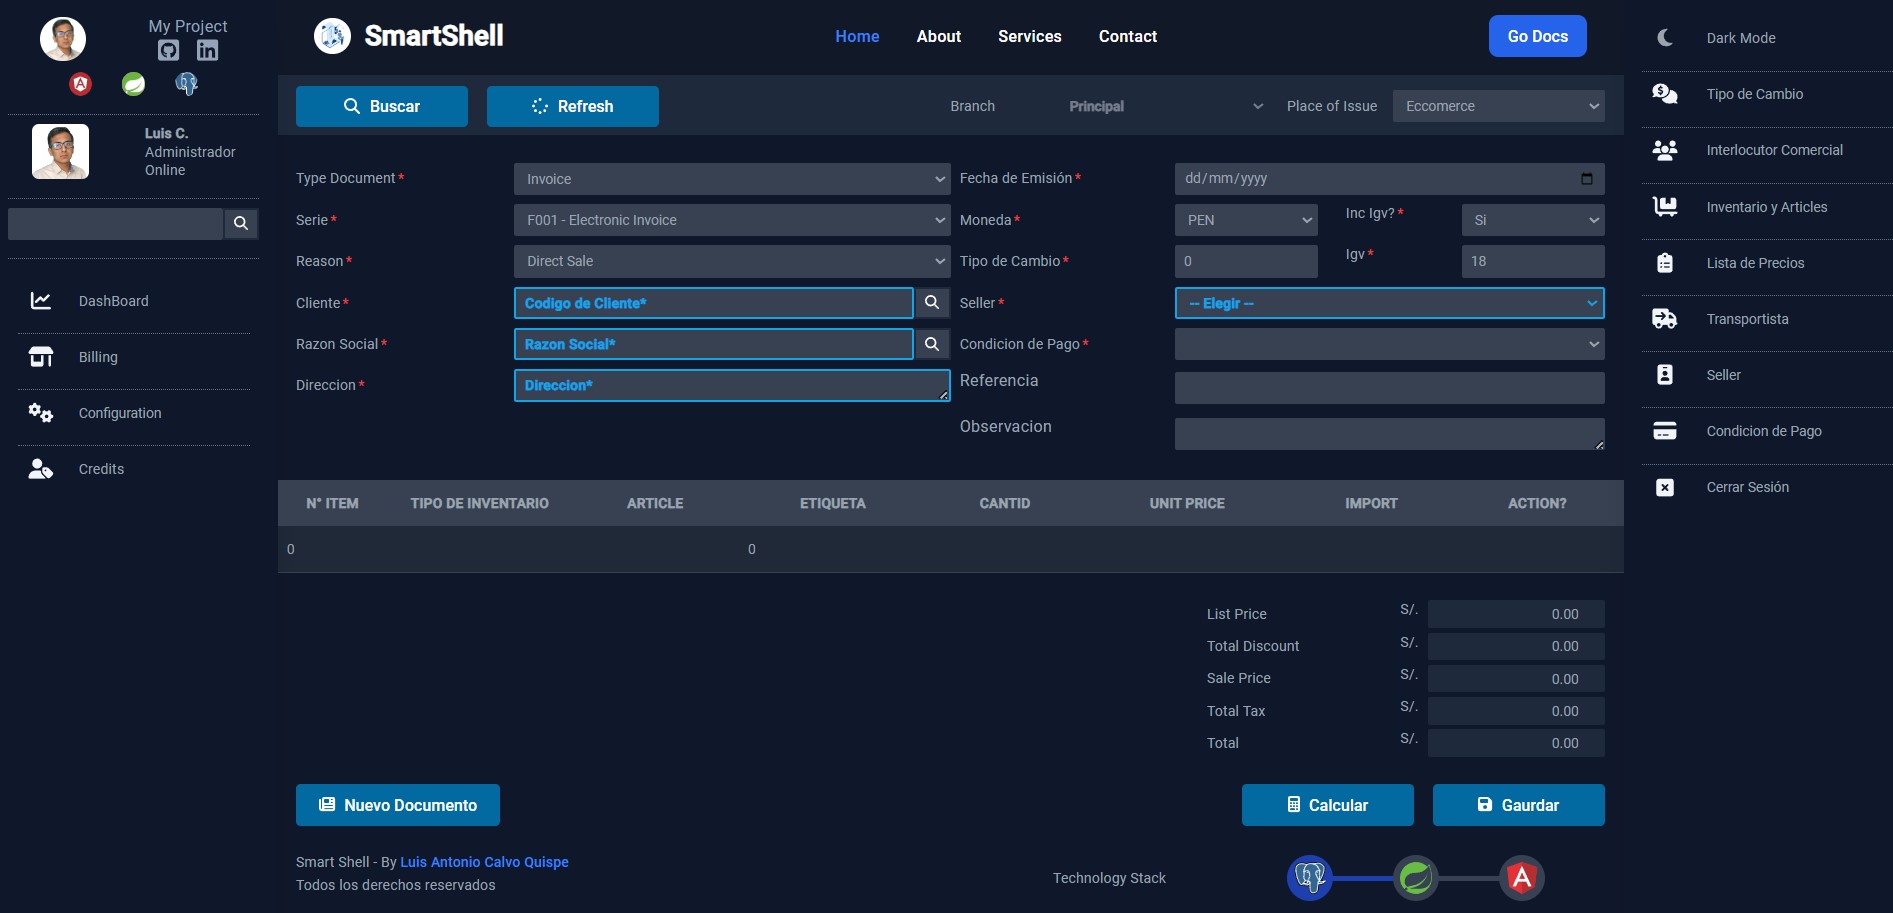 My Project
Luis C.
Administrador
Online
DashBoard
Billing
Configuration
Credits
SmartShell
Home About Services Contact
Go Docs
Buscar Refresh Branch Principal Place of Issue Eccomerce
Type Document* Invoice Fecha de Emisión* dd/mm/yyyy
Serie* F001 - Electronic Invoice Moneda* PEN Inc Igv?* Si
Reason* Direct Sale Tipo de Cambio* 0 Igv* 18
Cliente* Codigo de Cliente* Seller* -- Elegir --
Razon Social* Razon Social* Condicion de Pago*
Direccion* Direccion* Referencia
Observacion
N° ITEM TIPO DE INVENTARIO ARTICLE ETIQUETA CANTID UNIT PRICE IMPORT ACTION?
0 0
List Price S/. 0.00
Total Discount S/. 0.00
Sale Price S/. 0.00
Total Tax S/. 0.00
Total S/. 0.00
Nuevo Documento Calcular Gaurdar
Smart Shell - By Luis Antonio Calvo Quispe
Todos los derechos reservados
Technology Stack
Dark Mode
Tipo de Cambio
Interlocutor Comercial
Inventario y Articles
Lista de Precios
Transportista
Seller
Condicion de Pago
Cerrar Sesión